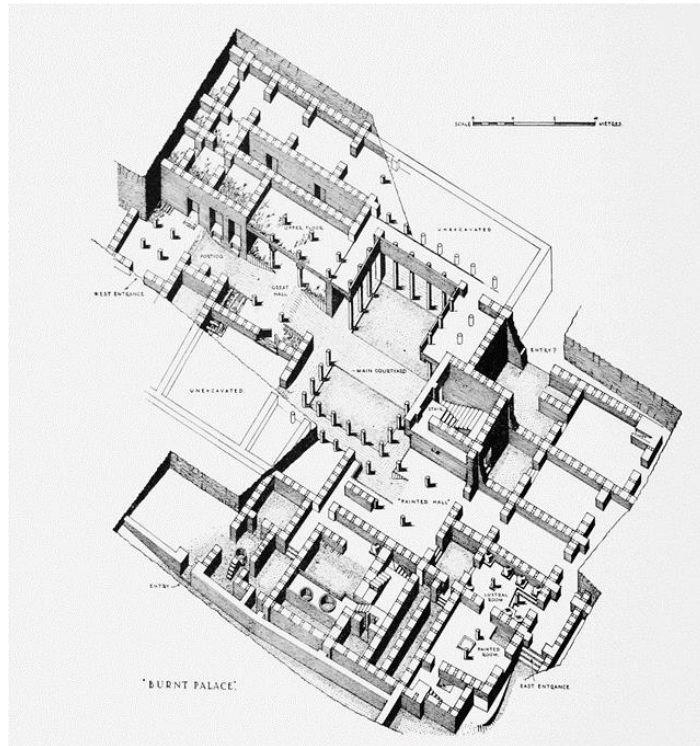 SCALE
METERS
UNEXCAVATED
UPPER FLOOR
PORTICO
WEST ENTRANCE
GREAT
HALL
ENTRY?
MAIN COURTYARD
UNEXCAVATED
STAIR
"PAINTED HALL"
ENTRY
LUSTRAL
ROOM
PAINTED
ROOM
"BURNT PALACE".
EAST ENTRANCE